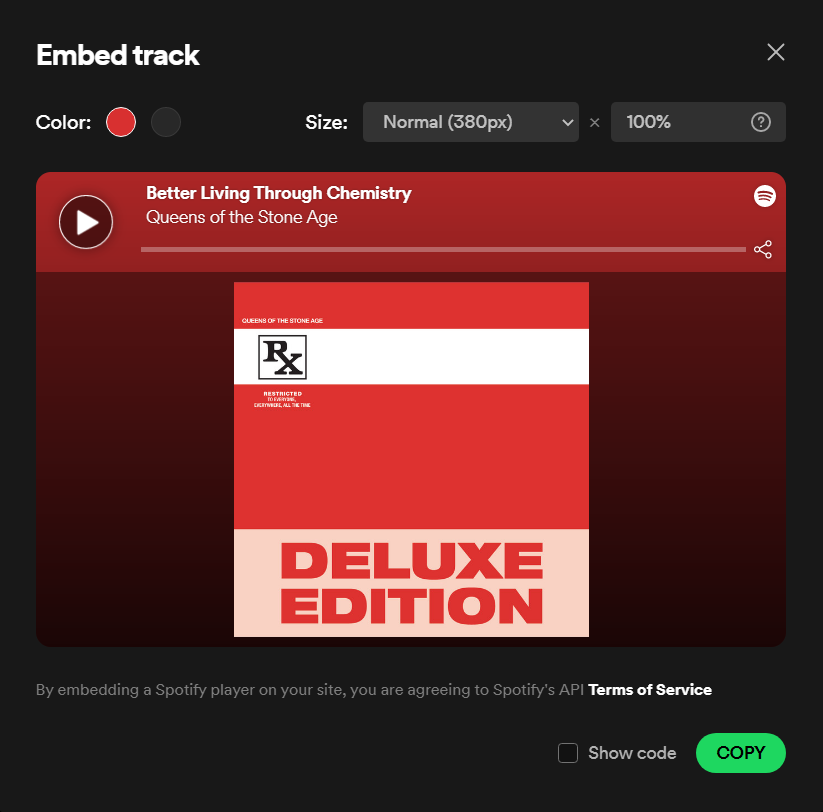 Embed track
Color:
Size:
Normal (380px)
×
100%
?
Better Living Through Chemistry
Queens of the Stone Age
QUEENS OF THE STONE AGE
Rx
RESTRICTED
TO EVERYONE,
EVERYWHERE, ALL THE TIME
DELUXE
EDITION
By embedding a Spotify player on your site, you are agreeing to Spotify's API Terms of Service
Show code
COPY